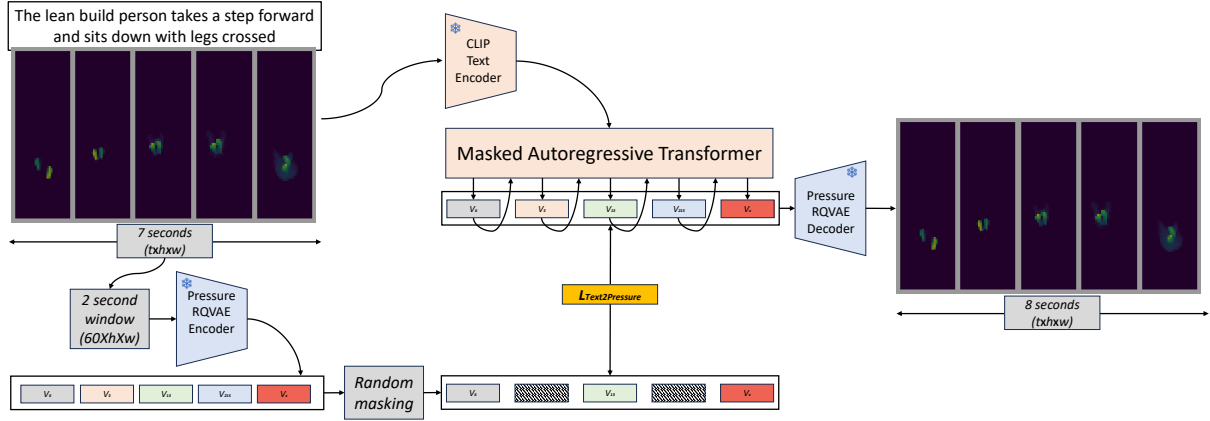 The lean build person takes a step forward
and sits down with legs crossed
CLIP
Text
Encoder
Masked Autoregressive Transformer
Pressure
RQVAE
Decoder
7 seconds
(txhxw)
2 second
window
(60XhXw)
Pressure
RQVAE
Encoder
LText2Pressure
8 seconds
(txhxw)
Random
masking